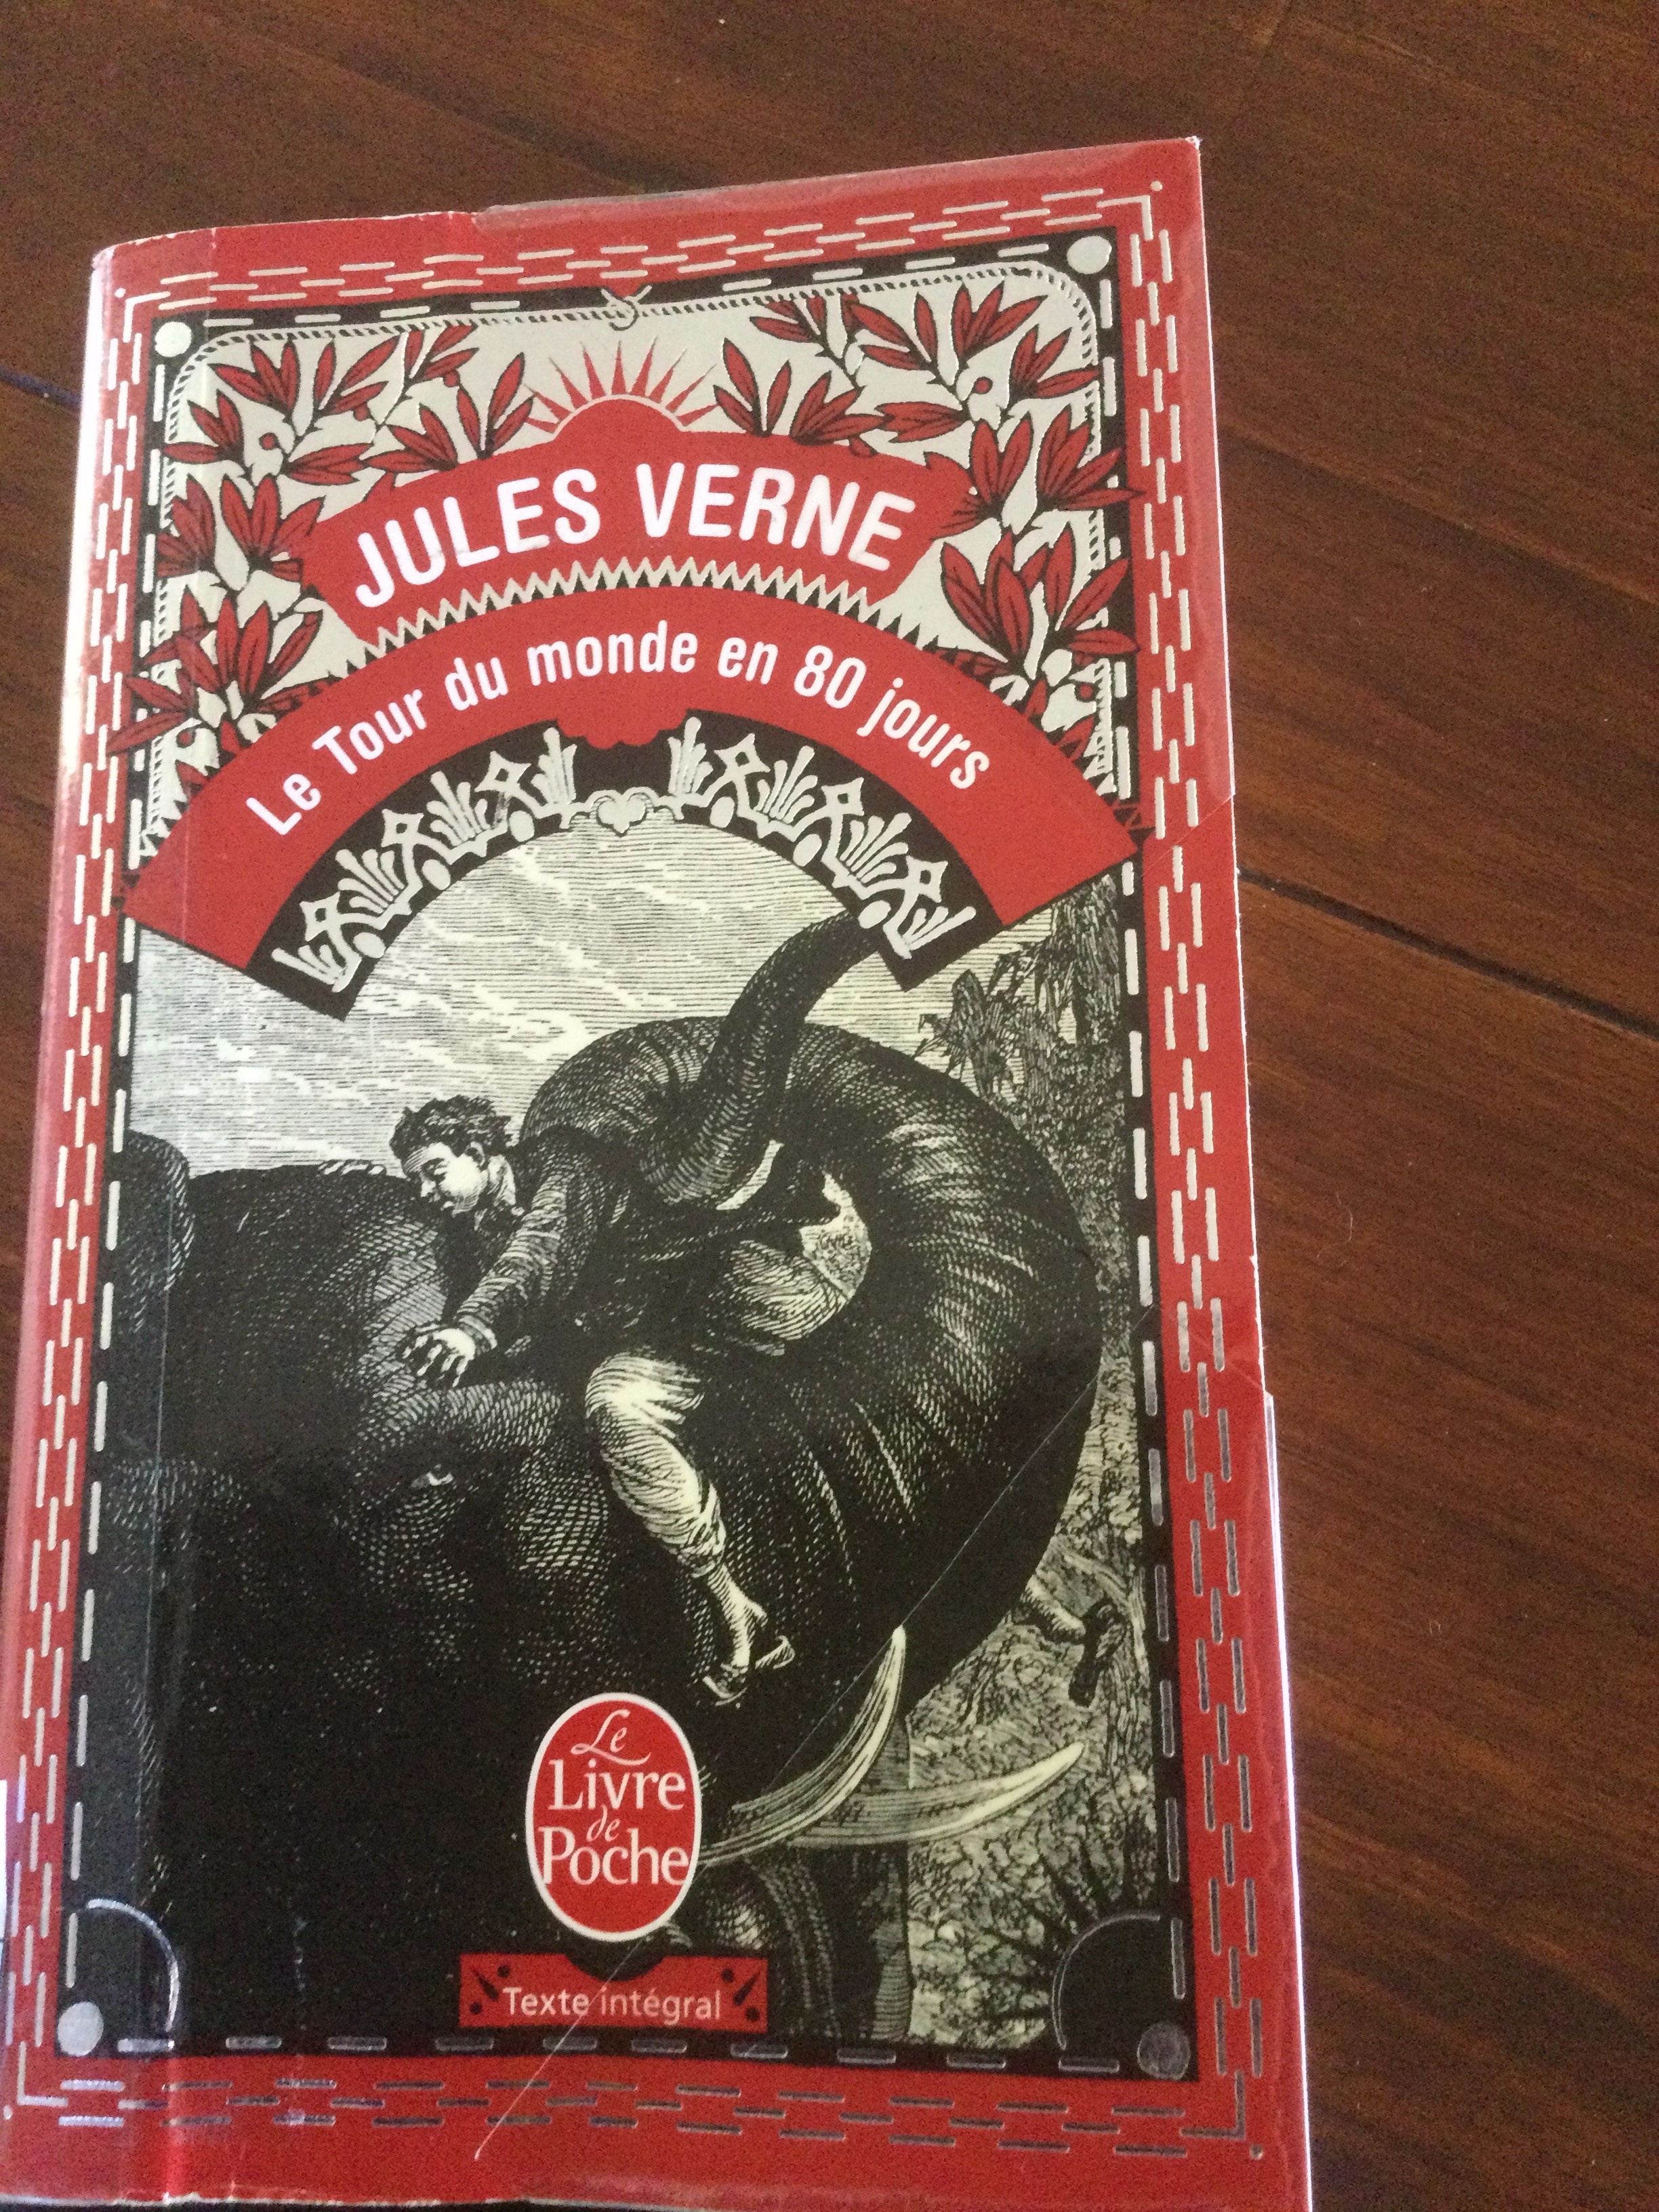 JULES VERNE
Le Tour du monde en 80 jours
Le
Livre
de
Poche
Texte intégral